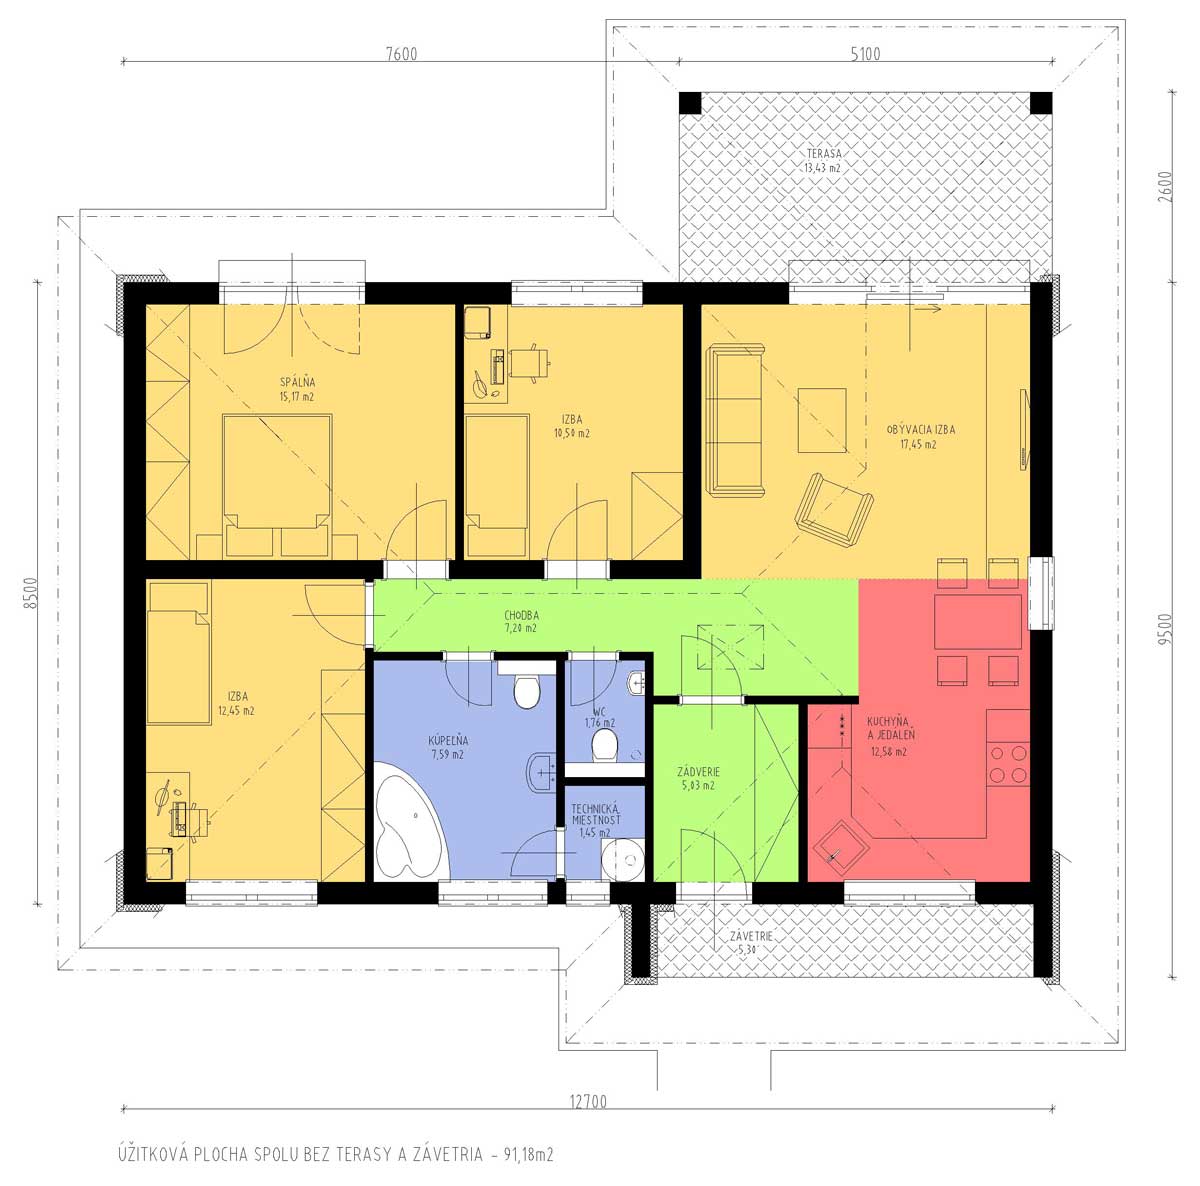 7600
5100
TERASA
13,43 m2
2600
SPÁLŇA
15,17 m2
IZBA
10,50 m2
OBÝVACIA IZBA
17,45 m2
8500
9500
CHODBA
7,20 m2
IZBA
12,45 m2
KÚPEĽŇA
7,59 m2
WC
1,76 m2
KUCHYŇA
A JEDÁLEŇ
12,58 m2
ZÁDVERIE
5,03 m2
TECHNICKÁ
MIESTNOSŤ
1,45 m2
ZÁVETRIE
5,30
12700
ÚŽITKOVÁ PLOCHA SPOLU BEZ TERASY A ZÁVETRIA - 91,18m2